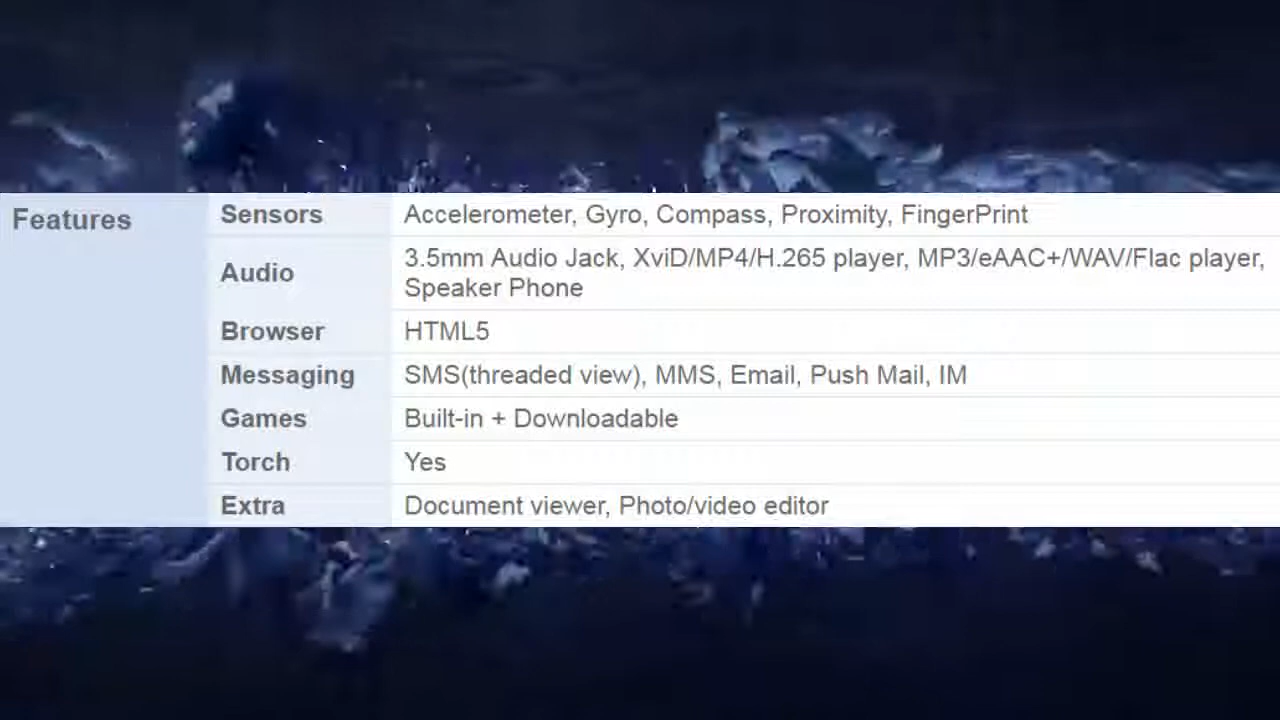 Features
Sensors Accelerometer, Gyro, Compass, Proximity, FingerPrint
Audio 3.5mm Audio Jack, XviD/MP4/H.265 player, MP3/eAAC+/WAV/Flac player,
Speaker Phone
Browser HTML5
Messaging SMS(threaded view), MMS, Email, Push Mail, IM
Games Built-in + Downloadable
Torch Yes
Extra Document viewer, Photo/video editor